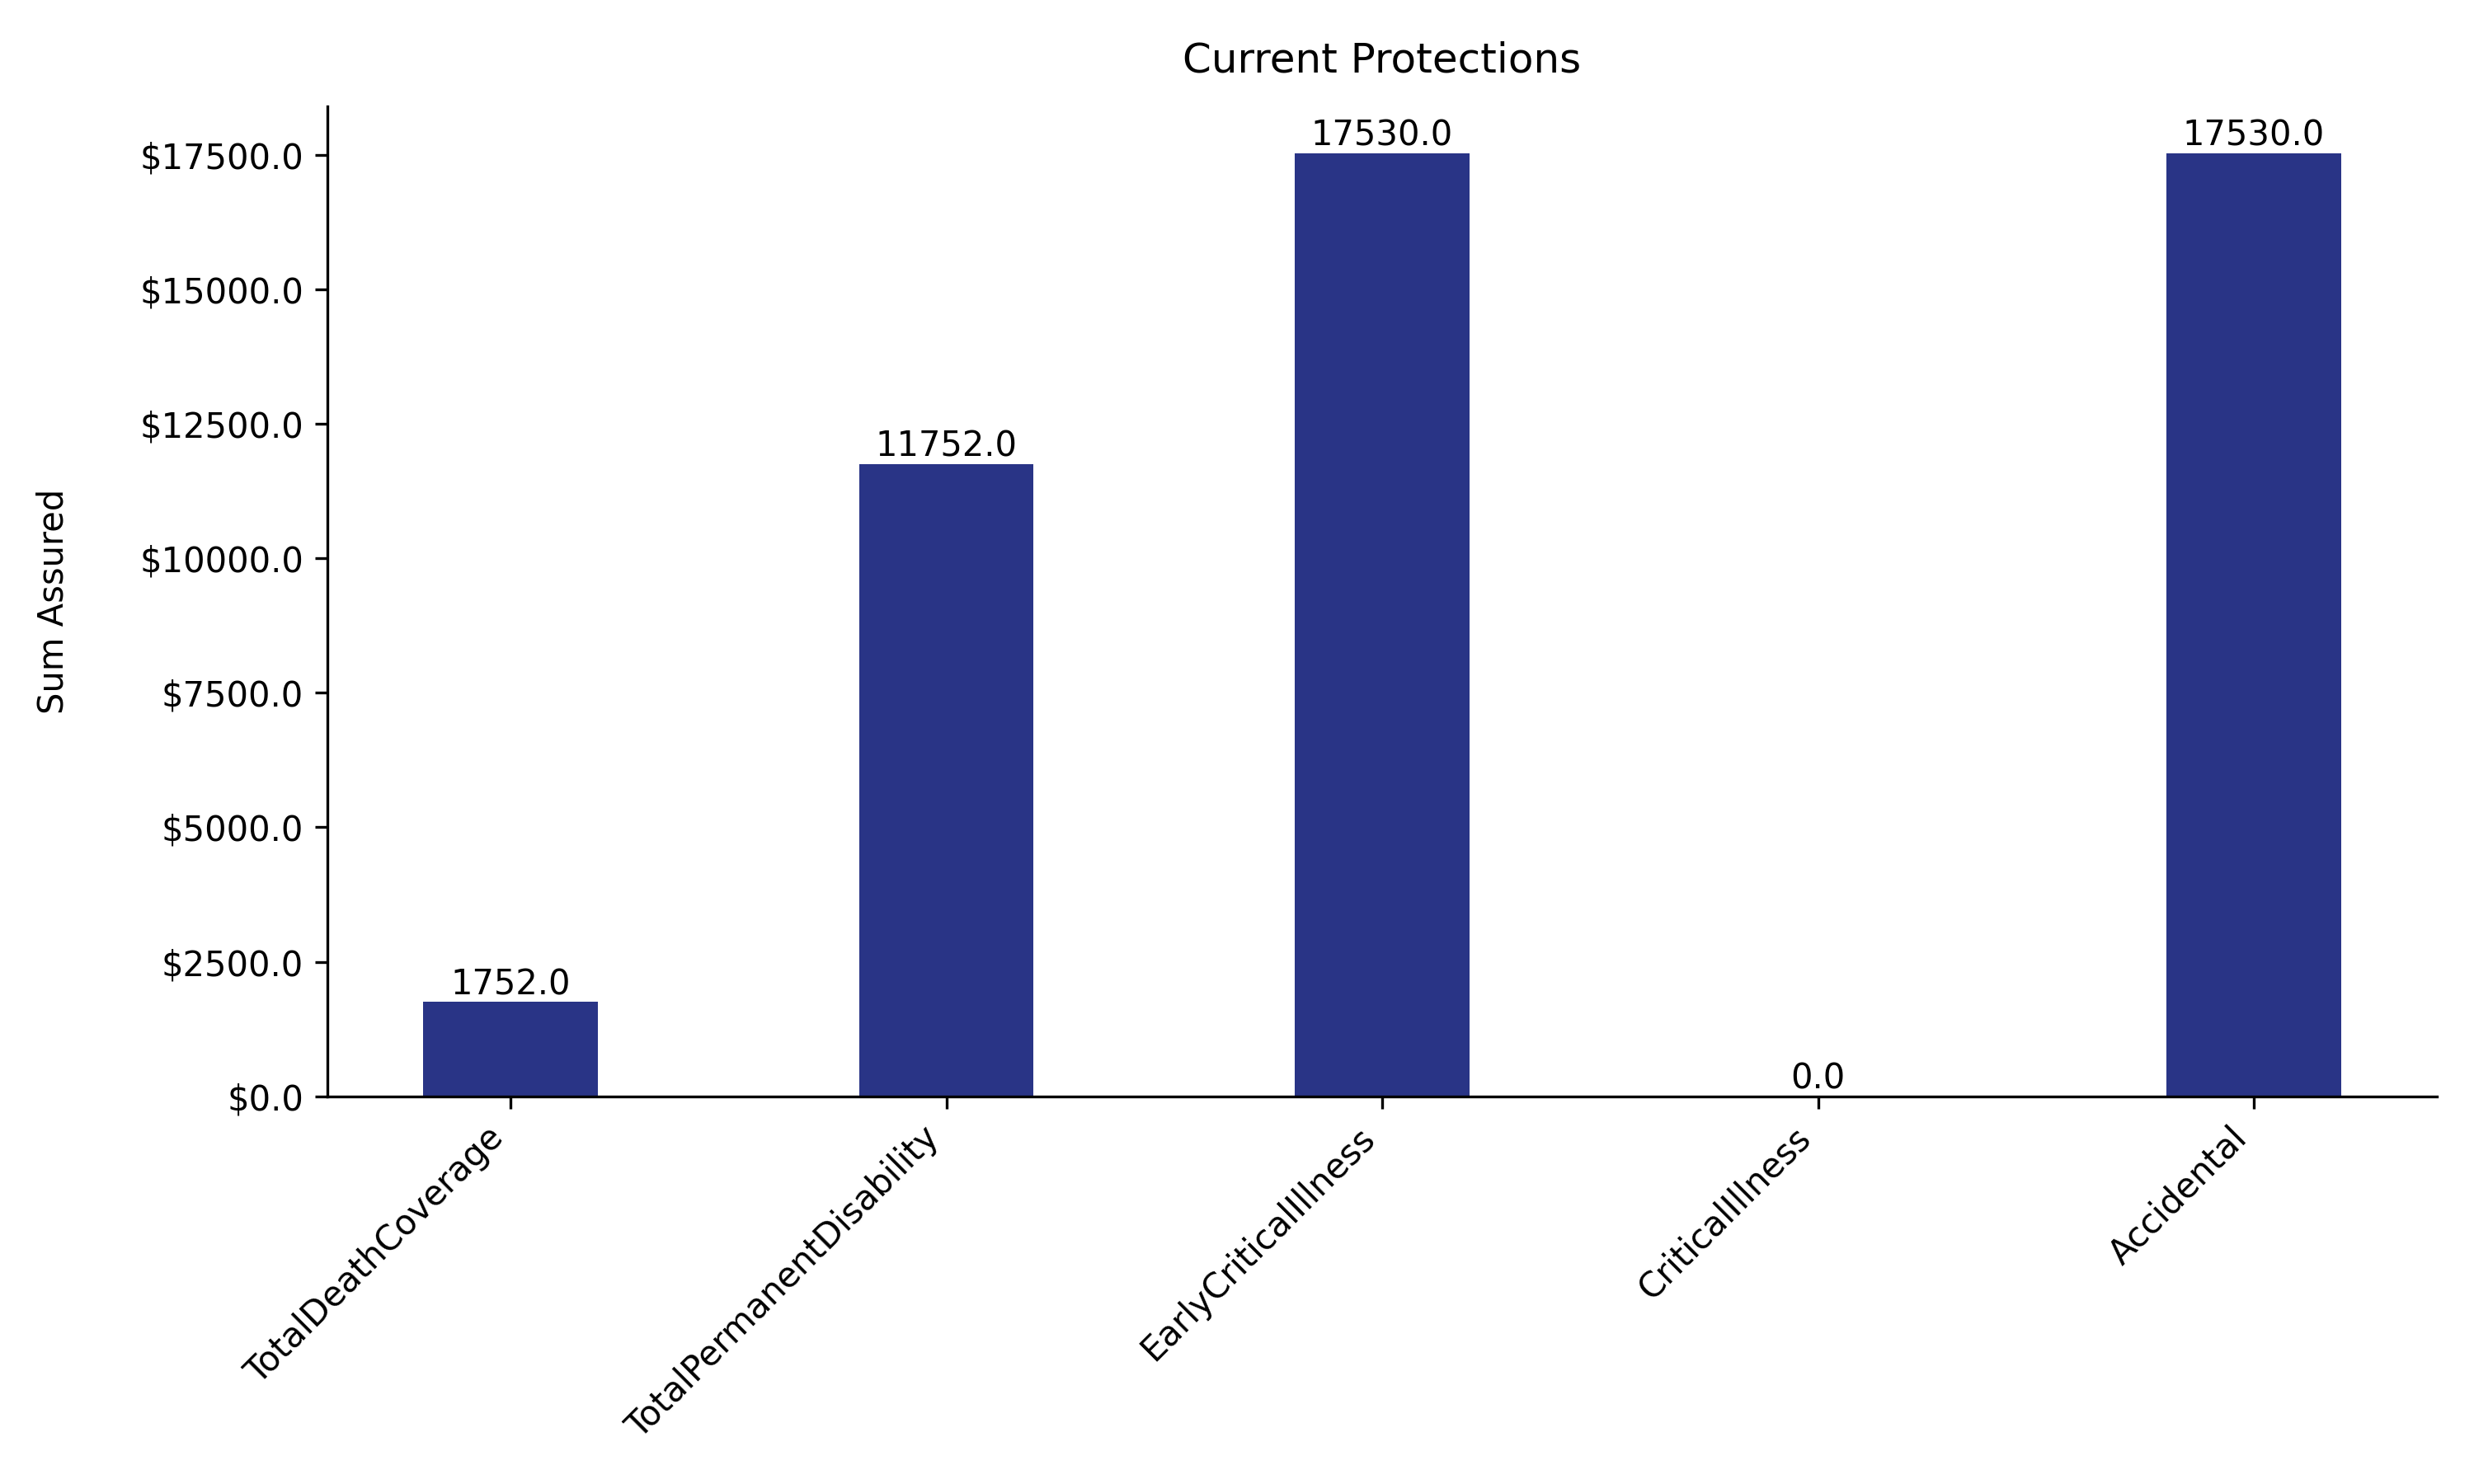 Current Protections
Sum Assured
$17500.0
$15000.0
$12500.0
$10000.0
$7500.0
$5000.0
$2500.0
$0.0
1752.0
11752.0
17530.0
0.0
17530.0
TotalDeathCoverage
TotalPermanentDisability
EarlyCriticalIllness
CriticalIllness
Accidental